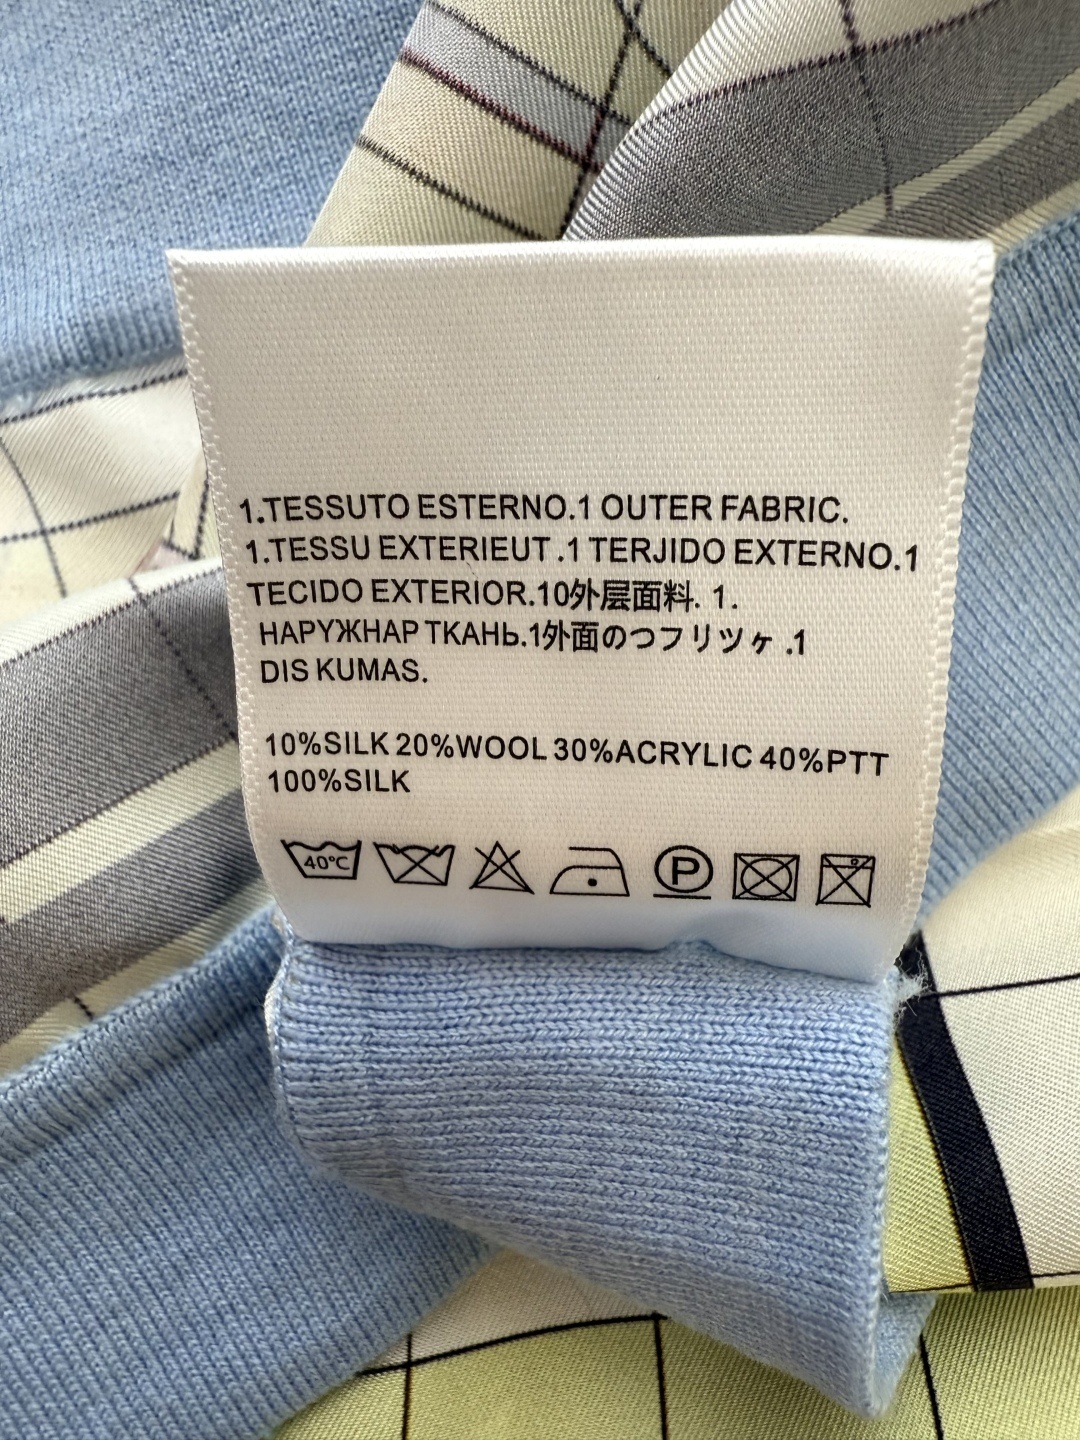 1.TESSUTO ESTERNO.1 OUTER FABRIC.
1.TESSU EXTERIEUT .1 TERJIDO EXTERNO.1
TECIDO EXTERIOR.10外层面料. 1.
НАРУЖНАР ТКАНЬ.1外面のつフリツヶ .1
DIS KUMAS.
10%SILK 20%WOOL 30%ACRYLIC 40%PTT
100%SILK
40°C P